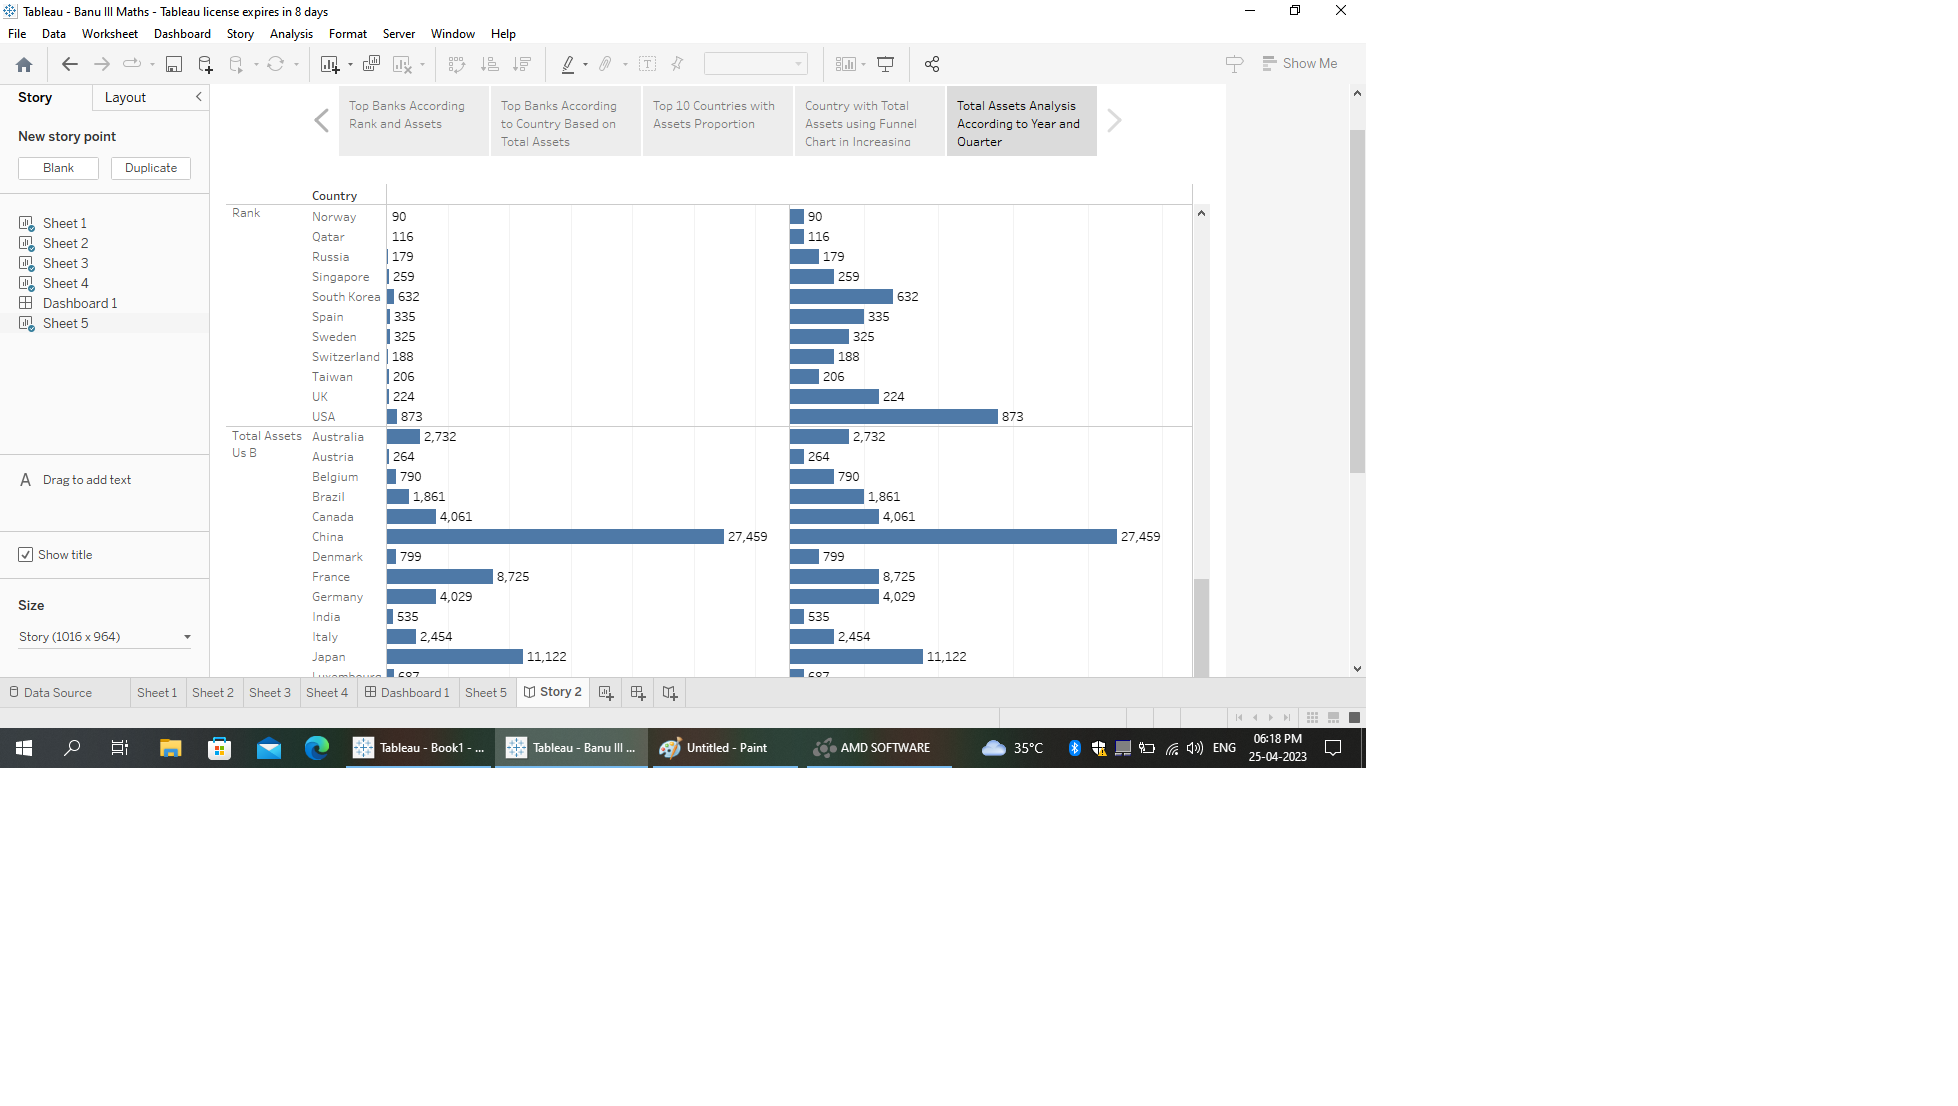 Tableau - Banu III Maths - Tableau license expires in 8 days
File Data Worksheet Dashboard Story Analysis Format Server Window Help
Show Me
Story Layout
New story point
Blank Duplicate
Sheet 1
Sheet 2
Sheet 3
Sheet 4
Dashboard 1
Sheet 5
A Drag to add text
Show title
Size
Story (1016 x 964)
Top Banks According
Rank and Assets
Top Banks According
to Country Based on
Total Assets
Top 10 Countries with
Assets Proportion
Country with Total
Assets using Funnel
Chart in Increasing
Total Assets Analysis
According to Year and
Quarter
Country
Rank Norway 90 90
Qatar 116 116
Russia 179 179
Singapore 259 259
South Korea 632 632
Spain 335 335
Sweden 325 325
Switzerland 188 188
Taiwan 206 206
UK 224 224
USA 873 873
Total Assets
Us B
Australia 2,732 2,732
Austria 264 264
Belgium 790 790
Brazil 1,861 1,861
Canada 4,061 4,061
China 27,459 27,459
Denmark 799 799
France 8,725 8,725
Germany 4,029 4,029
India 535 535
Italy 2,454 2,454
Japan 11,122 11,122
Luxembourg 687 687
Data Source Sheet 1 Sheet 2 Sheet 3 Sheet 4 Dashboard 1 Sheet 5 Story 2
Tableau - Book1 - ... Tableau - Banu III ... Untitled - Paint AMD SOFTWARE 35°C ENG 06:18 PM
25-04-2023